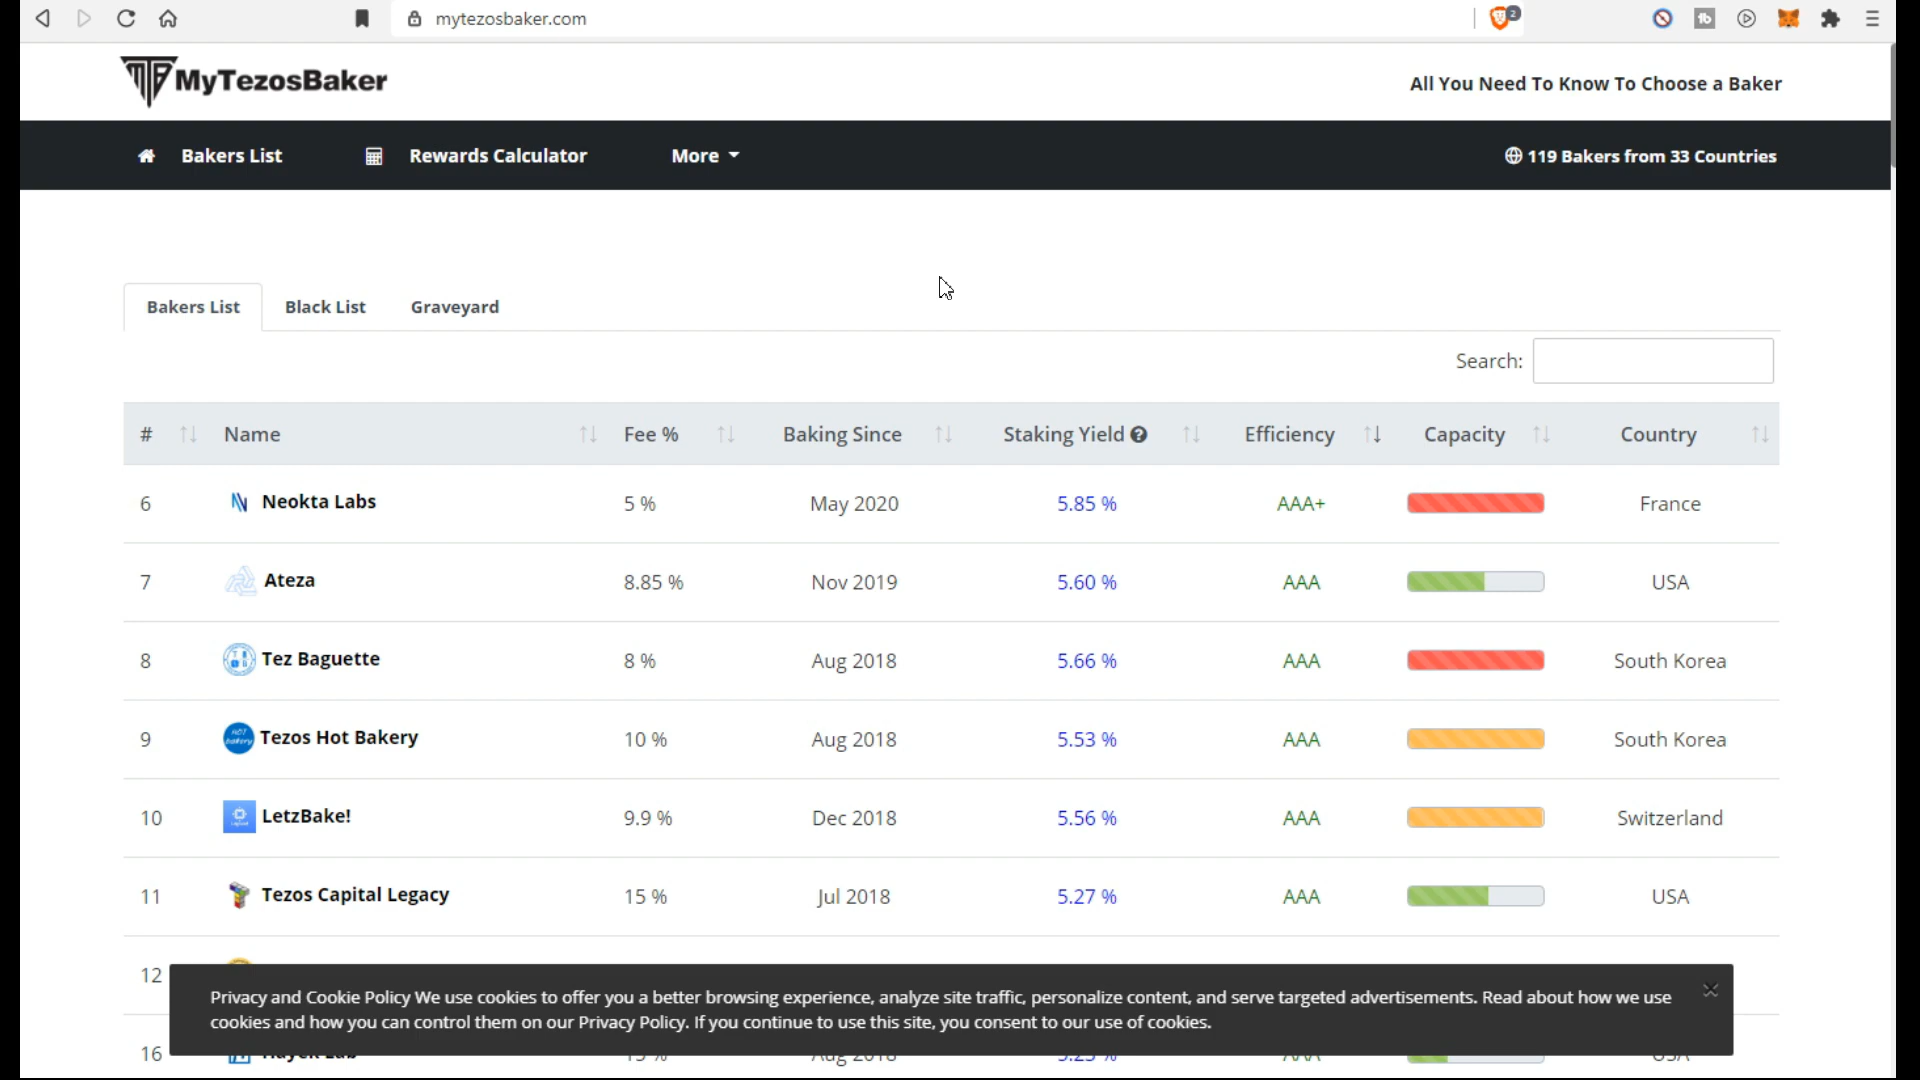 mytezosbaker.com
2
MyTezosBaker
All You Need To Know To Choose a Baker
Bakers List Rewards Calculator More 119 Bakers from 33 Countries
Bakers List Black List Graveyard
Search:
# Name Fee % Baking Since Staking Yield Efficiency Capacity Country
6 Neokta Labs 5 % May 2020 5.85 % AAA+ France
7 Ateza 8.85 % Nov 2019 5.60 % AAA USA
8 Tez Baguette 8 % Aug 2018 5.66 % AAA South Korea
9 Tezos Hot Bakery 10 % Aug 2018 5.53 % AAA South Korea
10 LetzBake! 9.9 % Dec 2018 5.56 % AAA Switzerland
11 Tezos Capital Legacy 15 % Jul 2018 5.27 % AAA USA
12
Privacy and Cookie Policy We use cookies to offer you a better browsing experience, analyze site traffic, personalize content, and serve targeted advertisements. Read about how we use
cookies and how you can control them on our Privacy Policy. If you continue to use this site, you consent to our use of cookies.
16